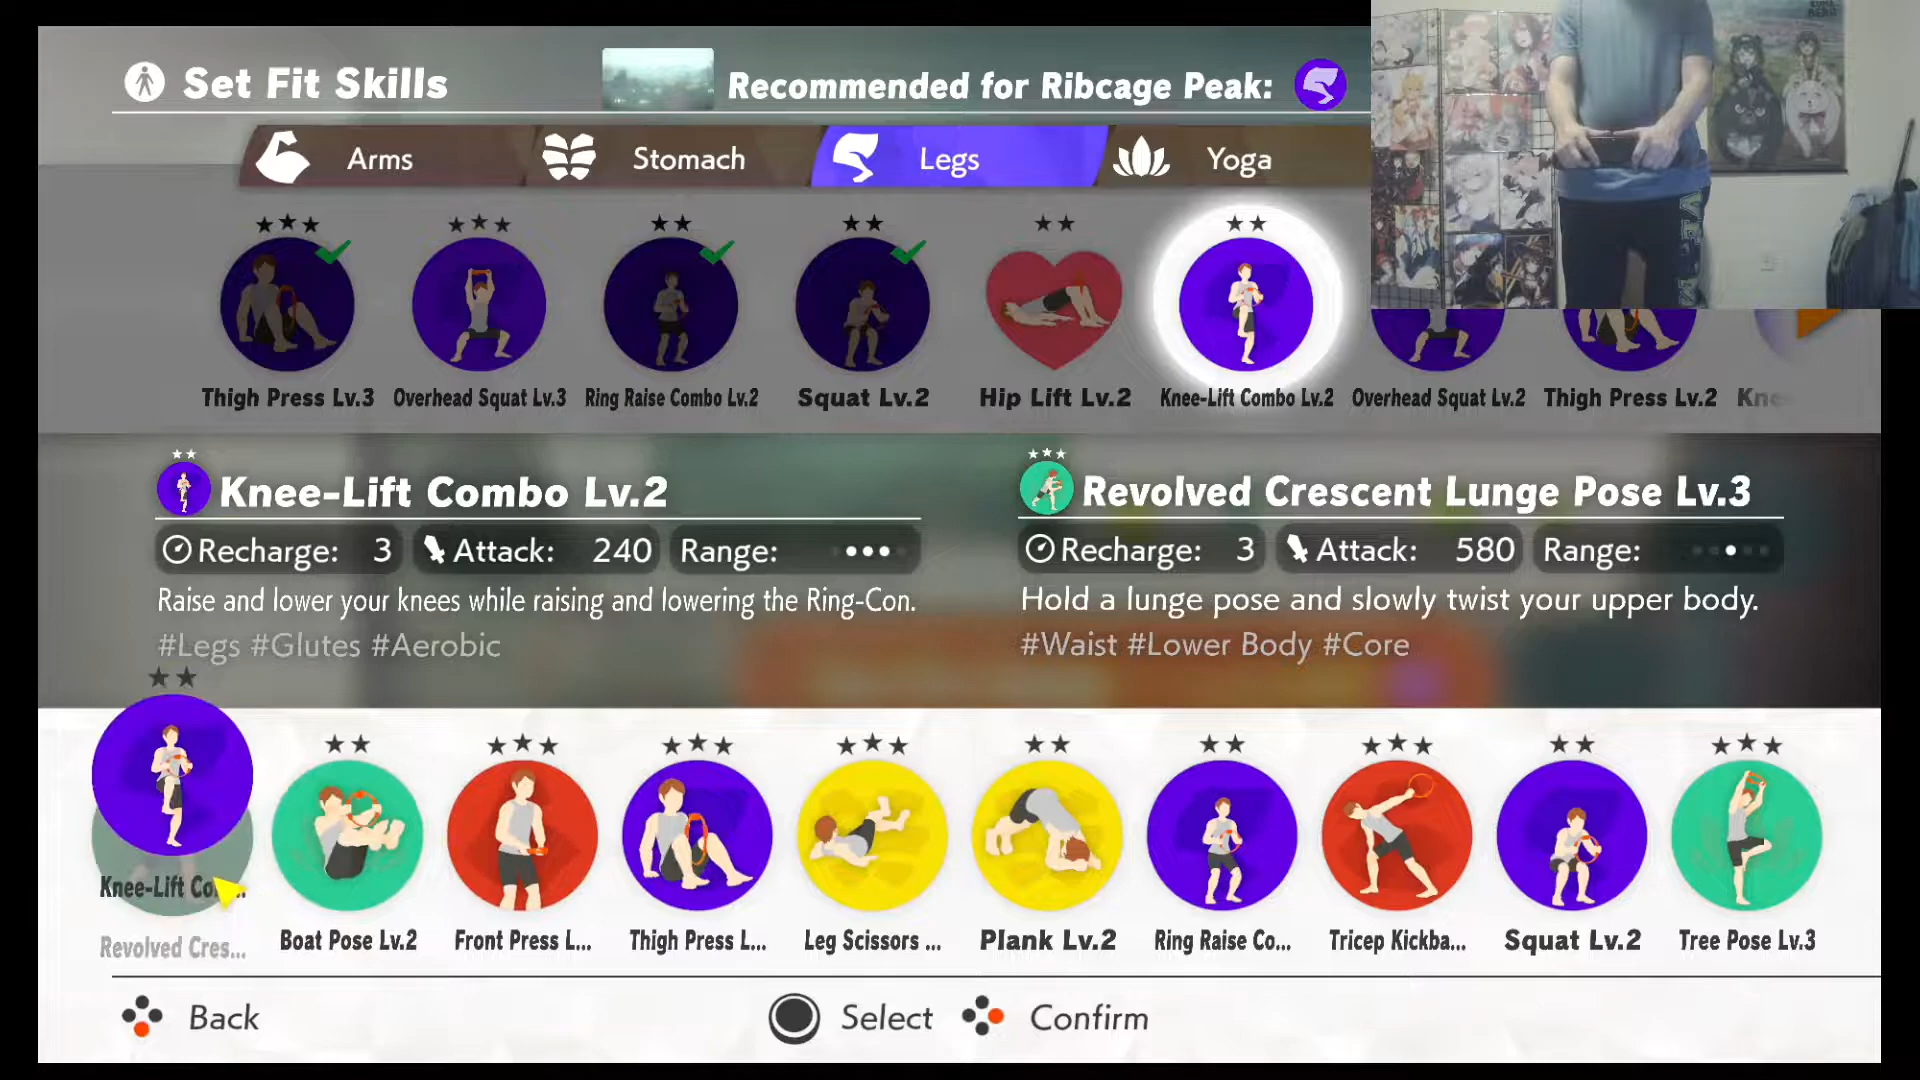 Set Fit Skills
Recommended for Ribcage Peak:
Arms
Stomach
Legs
Yoga
Thigh Press Lv.3
Overhead Squat Lv.3
Ring Raise Combo Lv.2
Squat Lv.2
Hip Lift Lv.2
Knee-Lift Combo Lv.2
Overhead Squat Lv.2
Thigh Press Lv.2
Knee-Lift Combo Lv.2
Recharge: 3
Attack: 240
Range:
Raise and lower your knees while raising and lowering the Ring-Con.
#Legs #Glutes #Aerobic
Revolved Crescent Lunge Pose Lv.3
Recharge: 3
Attack: 580
Range:
Hold a lunge pose and slowly twist your upper body.
#Waist #Lower Body #Core
Knee-Lift Co...
Revolved Cres...
Boat Pose Lv.2
Front Press L...
Thigh Press L...
Leg Scissors ...
Plank Lv.2
Ring Raise Co...
Tricep Kickba...
Squat Lv.2
Tree Pose Lv.3
Back
Select
Confirm